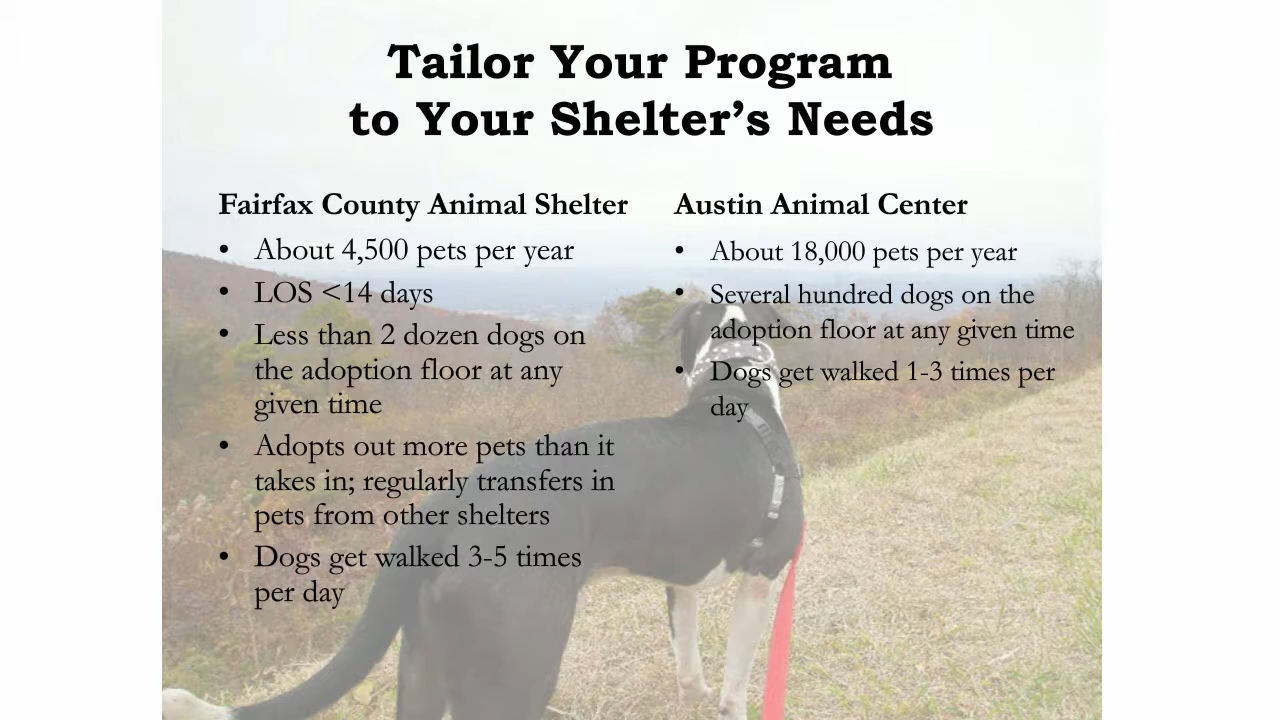 Tailor Your Program
to Your Shelter’s Needs
Fairfax County Animal Shelter
• About 4,500 pets per year
• LOS <14 days
• Less than 2 dozen dogs on
the adoption floor at any
given time
• Adopts out more pets than it
takes in; regularly transfers in
pets from other shelters
• Dogs get walked 3-5 times
per day
Austin Animal Center
• About 18,000 pets per year
• Several hundred dogs on the
adoption floor at any given time
• Dogs get walked 1-3 times per
day